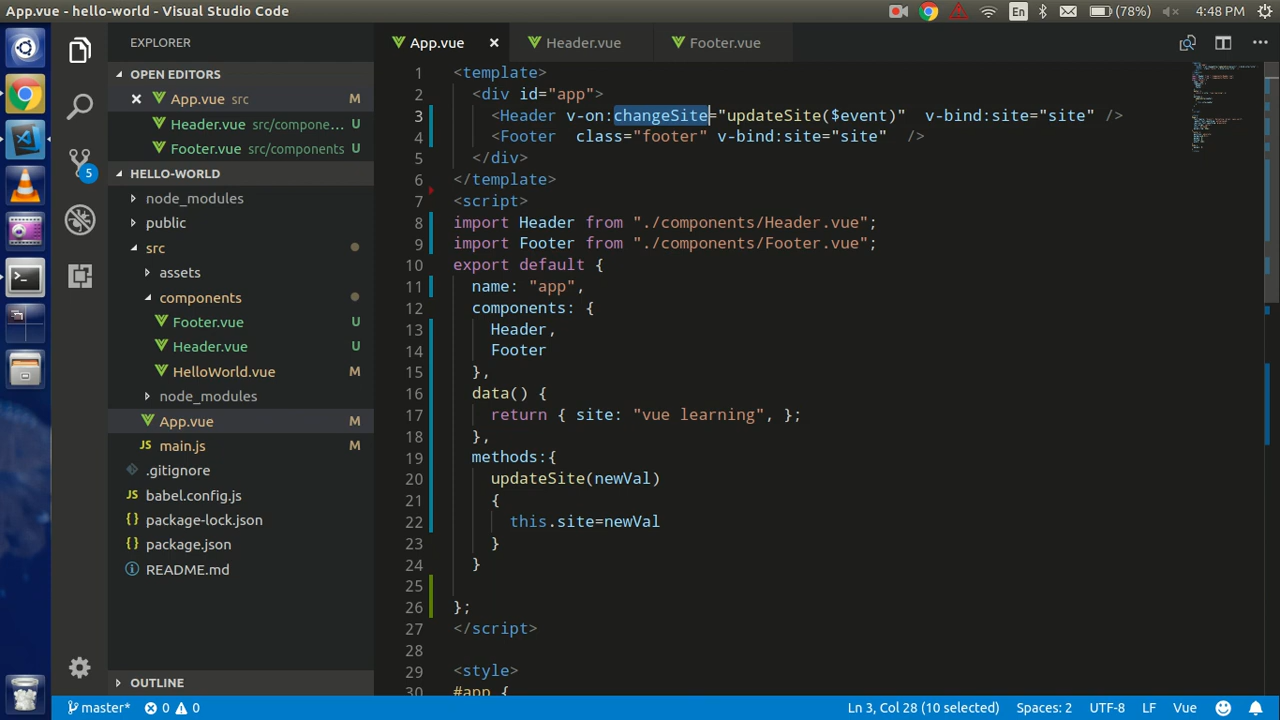 App.vue - hello-world - Visual Studio Code
En
(78%)
4:48 PM
EXPLORER
OPEN EDITORS
App.vue src M
Header.vue src/compone... U
Footer.vue src/components U
HELLO-WORLD
node_modules
public
src
assets
components
Footer.vue U
Header.vue U
HelloWorld.vue M
node_modules
App.vue M
main.js M
.gitignore
babel.config.js
package-lock.json
package.json
README.md
OUTLINE
5
App.vue
Header.vue
Footer.vue
1 <template>
2 <div id="app">
3 <Header v-on:changeSite="updateSite($event)" v-bind:site="site" />
4 <Footer class="footer" v-bind:site="site" />
5 </div>
6 </template>
7 <script>
8 import Header from "./components/Header.vue";
9 import Footer from "./components/Footer.vue";
10 export default {
11 name: "app",
12 components: {
13 Header,
14 Footer
15 },
16 data() {
17 return { site: "vue learning", };
18 },
19 methods:{
20 updateSite(newVal)
21 {
22 this.site=newVal
23 }
24 }
25
26 };
27 </script>
28
29 <style>
30 #app {
master* 0 0
Ln 3, Col 28 (10 selected)
Spaces: 2
UTF-8
LF
Vue